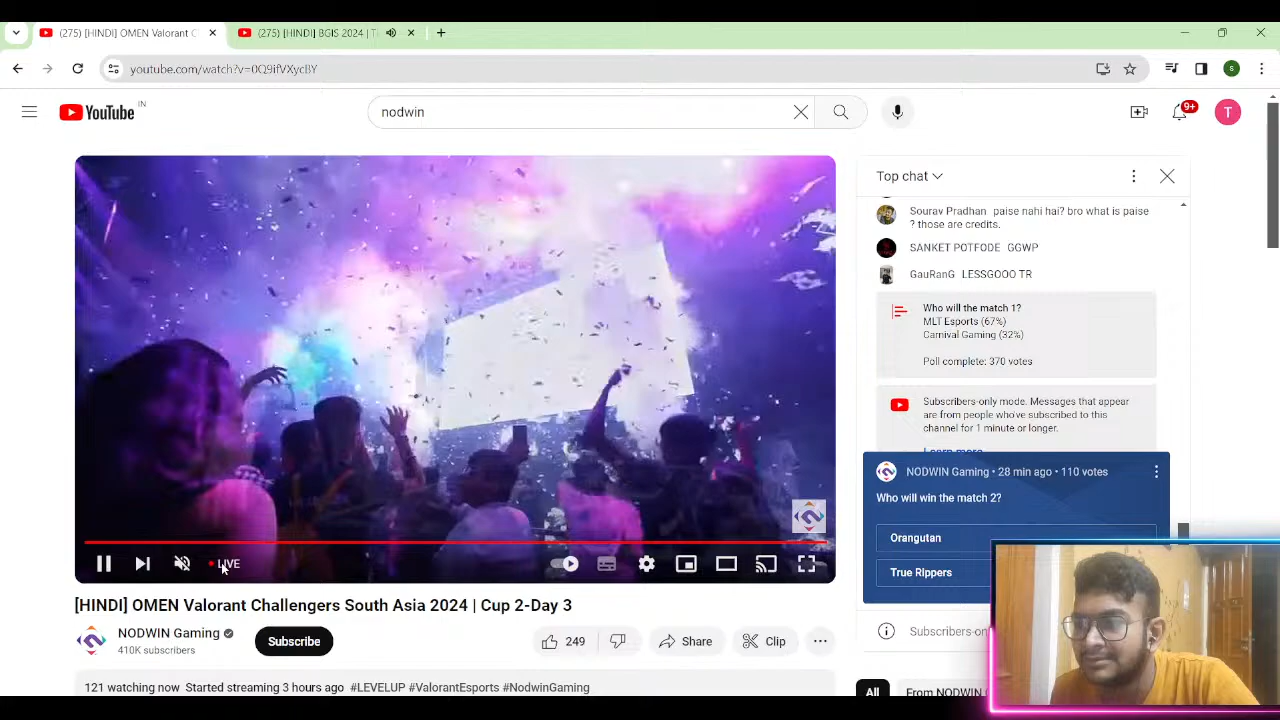 (275) [HINDI] OMEN Valorant C
(275) [HINDI] BGIS 2024 | T
youtube.com/watch?v=0Q9ifVXycBY
YouTube IN
nodwin
9+
T
S
Top chat
Sourav Pradhan paise nahi hai? bro what is paise
? those are credits.
SANKET POTFODE GGWP
GauRanG LESSGOOO TR
Who will the match 1?
MLT Esports (67%)
Carnival Gaming (32%)
Poll complete: 370 votes
Subscribers-only mode. Messages that appear
are from people who've subscribed to this
channel for 1 minute or longer.
Learn more
NODWIN Gaming • 28 min ago • 110 votes
Who will win the match 2?
Orangutan
True Rippers
Subscribers-on
LIVE
[HINDI] OMEN Valorant Challengers South Asia 2024 | Cup 2-Day 3
NODWIN Gaming
410K subscribers
Subscribe
249
Share
Clip
121 watching now Started streaming 3 hours ago #LEVELUP #ValorantEsports #NodwinGaming
All
From NODWIN